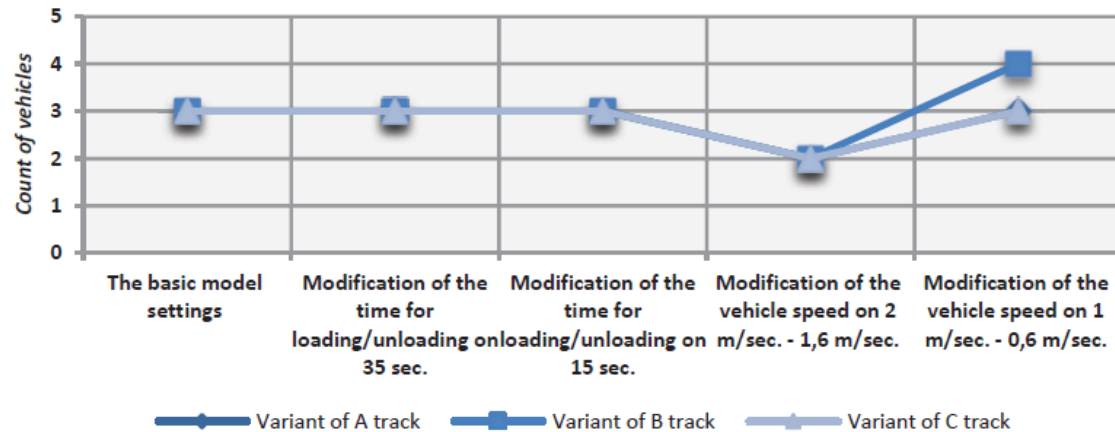 5
4
3
2
1
0
Count of vehicles
The basic model
settings
Modification of the
time for
loading/unloading on
35 sec.
Modification of the
time for
loading/unloading on
15 sec.
Modification of the
vehicle speed on 2
m/sec. - 1,6 m/sec.
Modification of the
vehicle speed on 1
m/sec. - 0,6 m/sec.
Variant of A track
Variant of B track
Variant of C track